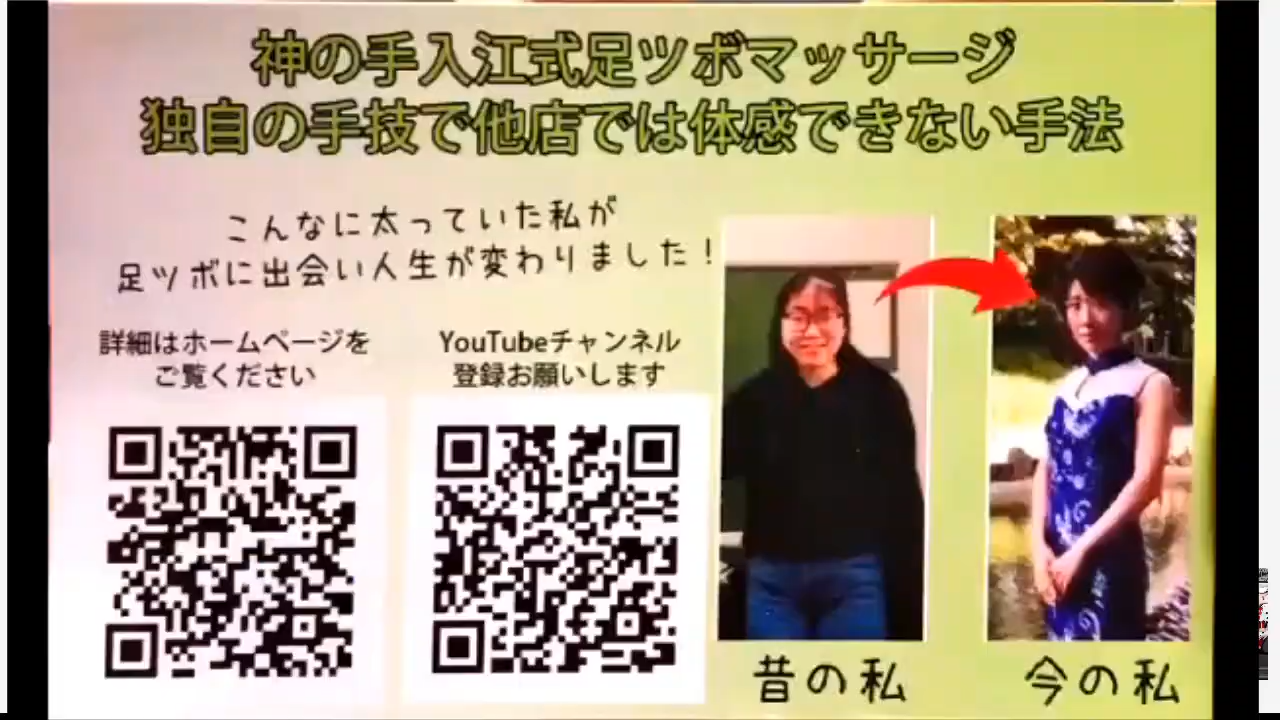 神の手入江式足ツボマッサージ
独自の手技で他店では体感できない手法
こんなに太っていた私が
足ツボに出会い人生が変わりました！
詳細はホームページを
ご覧ください
YouTubeチャンネル
登録お願いします
昔の私
今の私